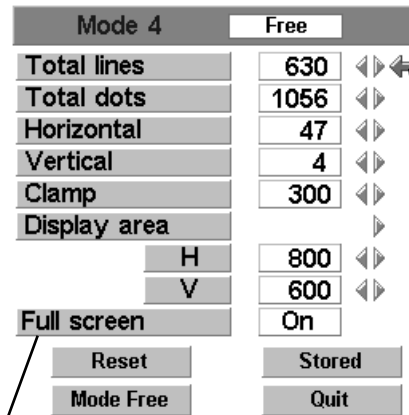 Mode 4 Free
Total lines 630
Total dots 1056
Horizontal 47
Vertical 4
Clamp 300
Display area
H 800
V 600
Full screen On
Reset Stored
Mode Free Quit